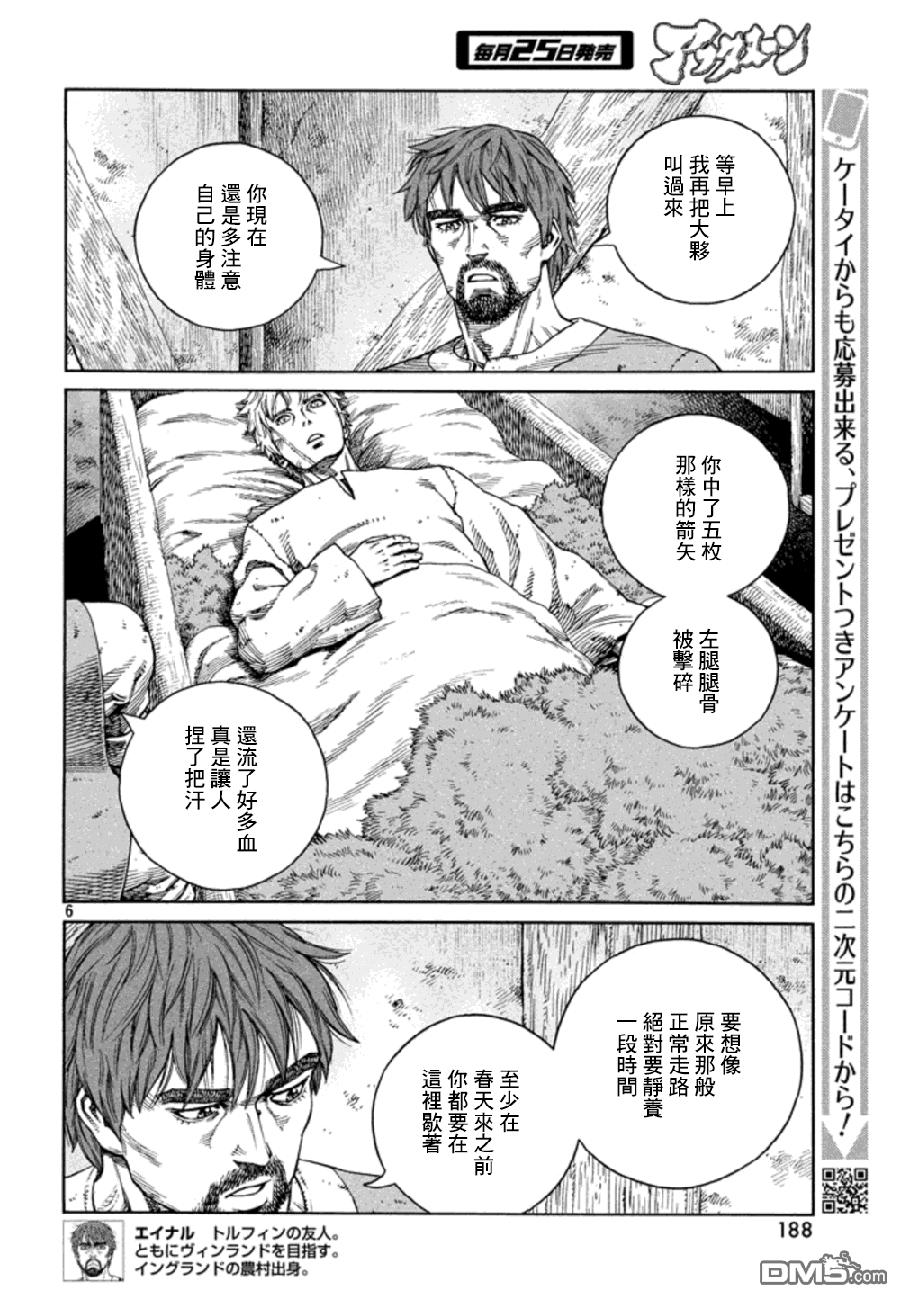 毎月25日発売
アフタヌーン
等早上
我再把大夥
叫過來
你現在
還是多注意
自己的身體
你中了五枚
那樣的箭矢
左腿腿骨
被擊碎
還流了好多血
真是讓人
捏了把汗
6
要想像
原來那般
正常走路
絕對要靜養
一段時間
至少在
春天來之前
你都要在
這裡歇著
ケータイからも応募出来る、プレゼントつきアンケートはこちらの二次元コードから!
エイナル　トルフィンの友人。
ともにヴィンランドを目指す。
イングランドの農村出身。
188
DM5.com